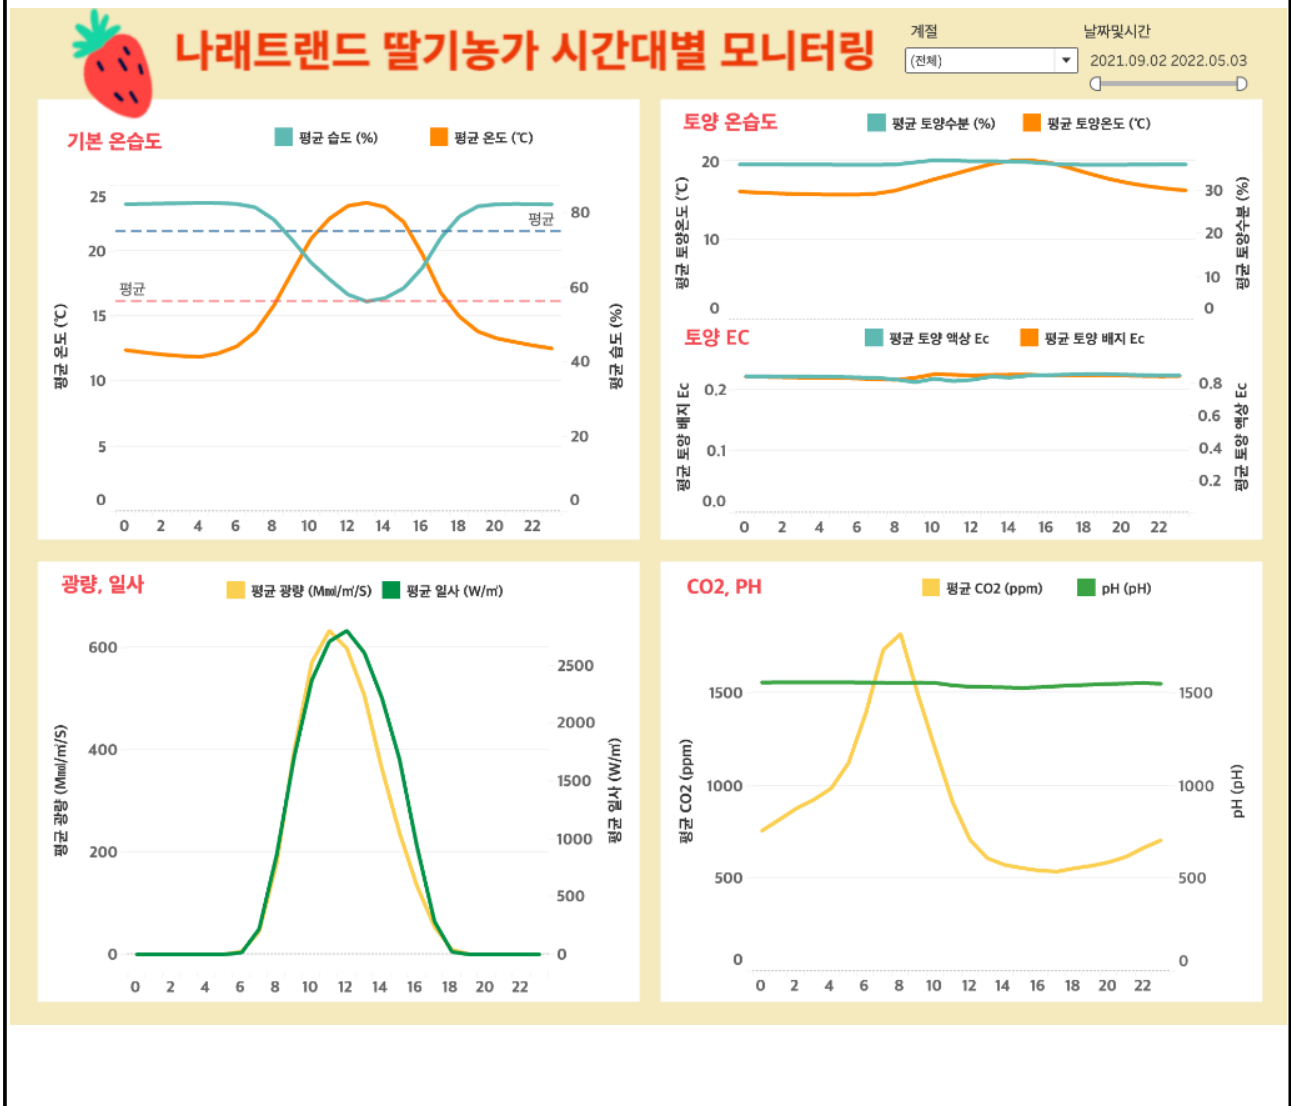 나래트랜드 딸기농가 시간대별 모니터링
계절
(전체)
날짜및시간
2021.09.02 2022.05.03
기본 온습도
평균 습도 (%)
평균 온도 (℃)
25
20
15
10
5
0
평균 온도 (℃)
평균
평균
80
60
40
20
0
평균 습도 (%)
0 2 4 6 8 10 12 14 16 18 20 22
토양 온습도
평균 토양수분 (%)
평균 토양온도 (℃)
20
10
0
평균 토양온도 (℃)
30
20
10
0
평균 토양수분 (%)
토양 EC
평균 토양 액상 Ec
평균 토양 배지 Ec
0.2
0.1
0.0
평균 토양 배지 Ec
0.8
0.6
0.4
0.2
평균 토양 액상 Ec
0 2 4 6 8 10 12 14 16 18 20 22
광량, 일사
평균 광량 (Mmol/㎡/S)
평균 일사 (W/㎡)
600
400
200
0
평균 광량 (Mmol/㎡/S)
2500
2000
1500
1000
500
0
평균 일사 (W/㎡)
0 2 4 6 8 10 12 14 16 18 20 22
CO2, PH
평균 CO2 (ppm)
pH (pH)
1500
1000
500
0
평균 CO2 (ppm)
1500
1000
500
0
pH (pH)
0 2 4 6 8 10 12 14 16 18 20 22